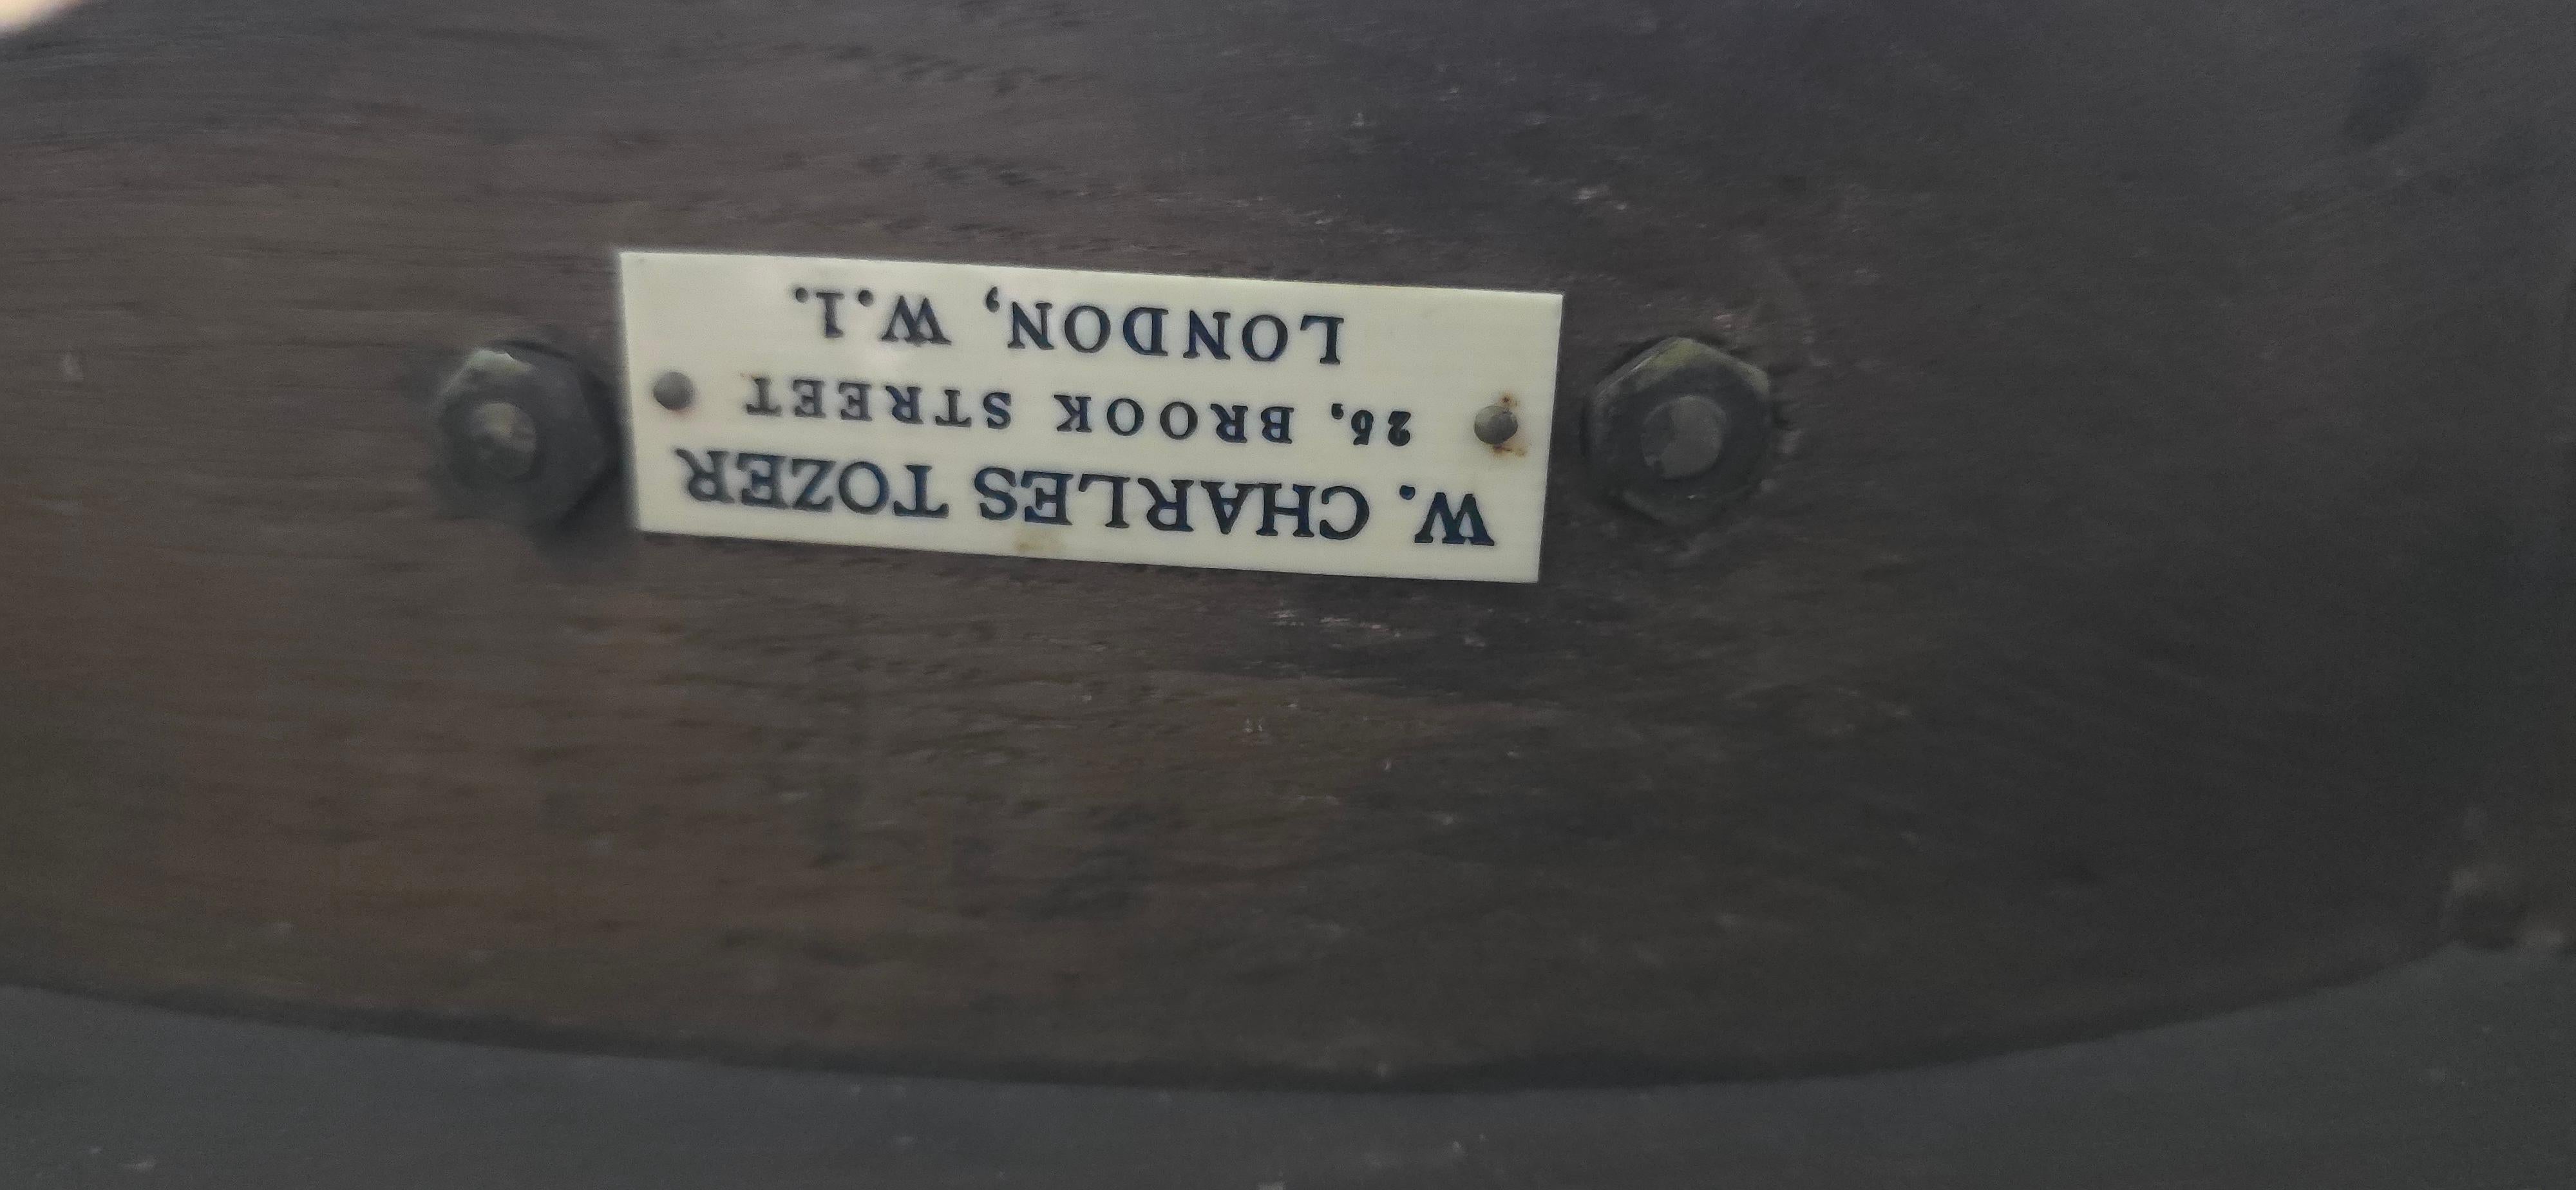 W. CHARLES TOZER
25, BROOK STREET
LONDON, W.1.